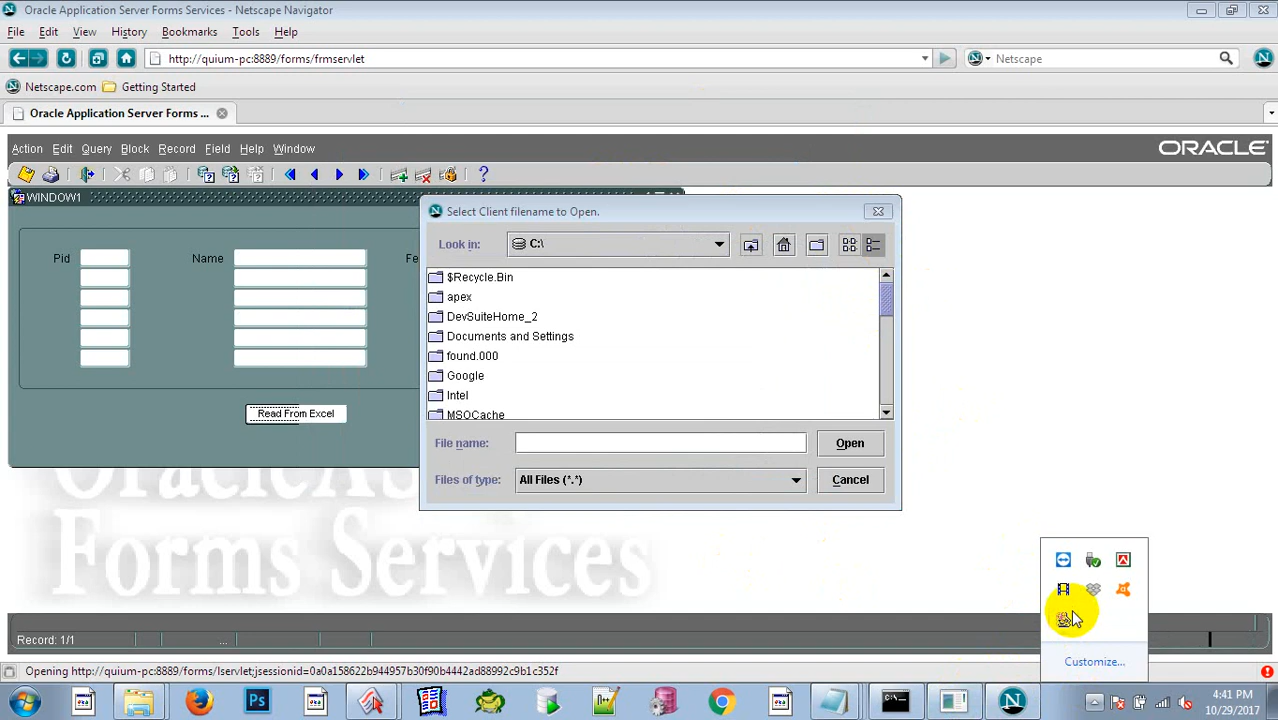 Oracle Application Server Forms Services - Netscape Navigator
File Edit View History Bookmarks Tools Help
http://quium-pc:8889/forms/frmservlet
Netscape
Netscape.com Getting Started
Oracle Application Server Forms ...
Action Edit Query Block Record Field Help Window
ORACLE
WINDOW1
Pid Name Fe
Read From Excel
Select Client filename to Open.
Look in: C:\
$Recycle.Bin
apex
DevSuiteHome_2
Documents and Settings
found.000
Google
Intel
MSOCache
File name: Open
Files of type: All Files (*.*) Cancel
OracleAS
Forms Services
Customize...
Record: 1/1 ...
Opening http://quium-pc:8889/forms/lservlet;jsessionid=0a0a158622b944957b30f90b4442ad88992c9b1c352f
4:41 PM
10/29/2017